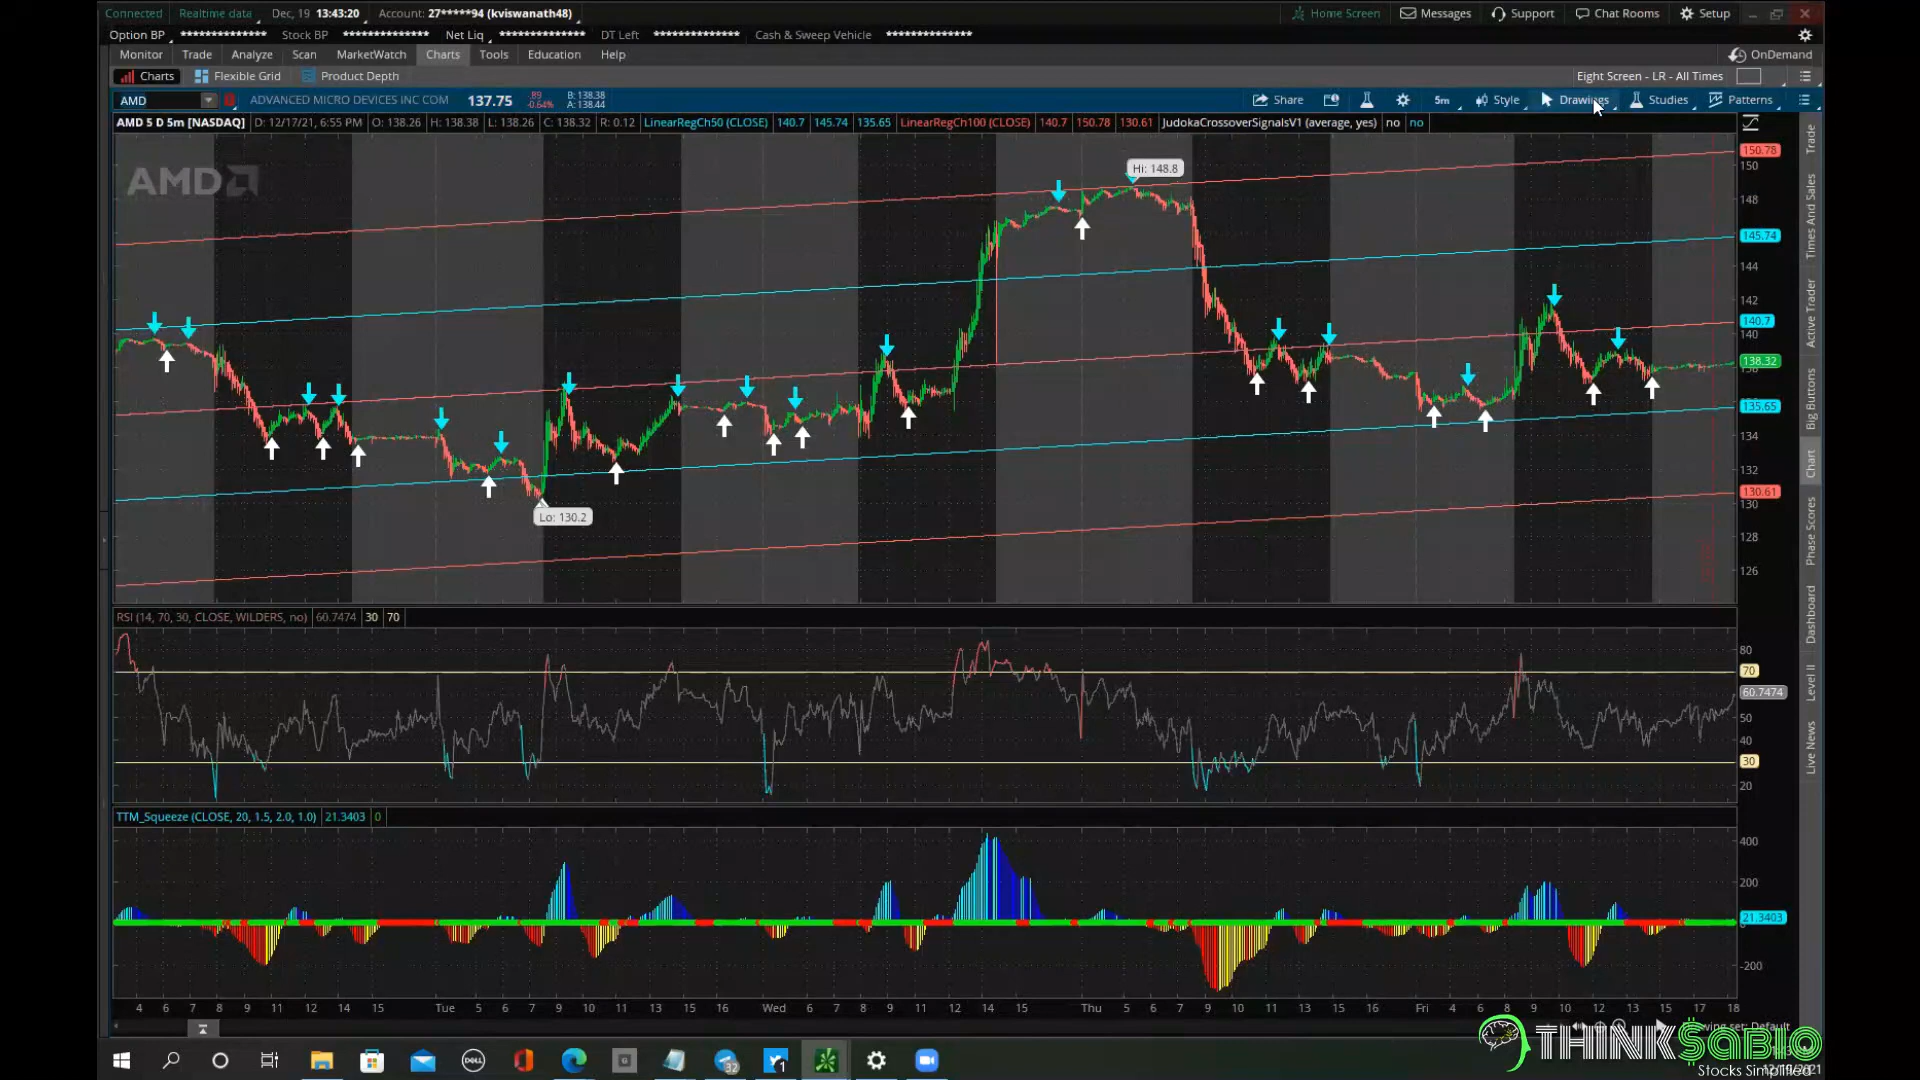 Connected Realtime data Dec, 19 13:43:20 Account: 27*****94 (kviswanath48) Home Screen Messages Support Chat Rooms Setup
Option BP ************** Stock BP ************** Net Liq ************** DT Left ************** Cash & Sweep Vehicle **************
Monitor Trade Analyze Scan MarketWatch Charts Tools Education Help OnDemand
Charts Flexible Grid Product Depth Eight Screen - LR - All Times
AMD ADVANCED MICRO DEVICES INC COM 137.75 -.89 -0.64% B: 138.38 A: 138.44 Share 5m Style Drawings Studies Patterns
AMD 5 D 5m [NASDAQ] D: 12/17/21, 6:55 PM O: 138.26 H: 138.38 L: 138.26 C: 138.32 R: 0.12 LinearRegCh50 (CLOSE) 140.7 145.74 135.65 LinearRegCh100 (CLOSE) 140.7 150.78 130.61 JudokaCrossoverSignalsV1 (average, yes) no no
AMD
Hi: 148.8
Lo: 130.2
150.78
150
148
145.74
144
142
140.7
140
138.32
135.65
134
132
130.61
130
128
126
RSI (14, 70, 30, CLOSE, WILDERS, no) 60.7474 30 70
80
70
60.7474
50
40
30
20
TTM_Squeeze (CLOSE, 20, 1.5, 2.0, 1.0) 21.3403 0
400
200
21.3403
-200
4 6 7 8 11 12 14 15 Tue 5 6 7 9 11 13 15 16 Wed 6 9 11 12 14 15 Thu 5 6 7 9 10 11 13 15 16 Fri 4 6 8 9 10 12 13 15 17 18
Trade
Times And Sales
Active Trader
Big Buttons
Chart
Phase Scores
Dashboard
Level II
Live News
DELL
32
1
THINK$aBIO
Stocks Simplified